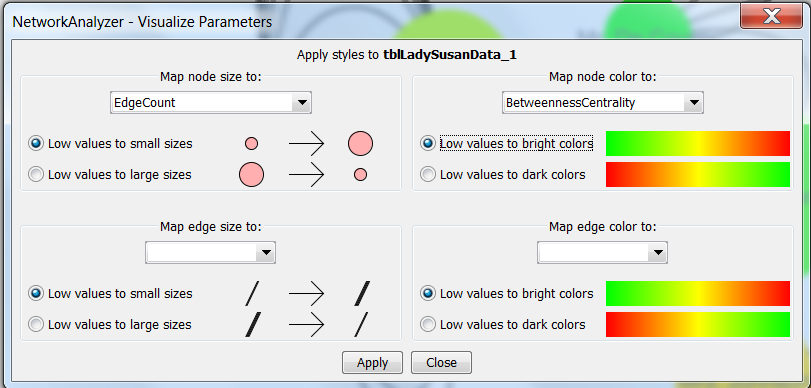 NetworkAnalyzer - Visualize Parameters
Apply styles to tblLadySusanData_1
Map node size to:
EdgeCount
Low values to small sizes
Low values to large sizes
Map node color to:
BetweennessCentrality
Low values to bright colors
Low values to dark colors
Map edge size to:
Low values to small sizes
Low values to large sizes
Map edge color to:
Low values to bright colors
Low values to dark colors
Apply
Close